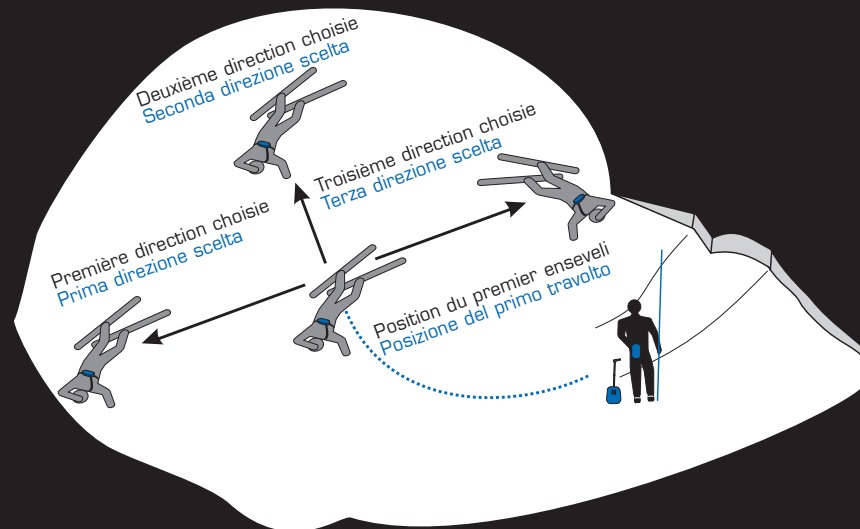 Deuxième direction choisie
Seconda direzione scelta
Troisième direction choisie
Terza direzione scelta
Première direction choisie
Prima direzione scelta
Position du premier enseveli
Posizione del primo travolto